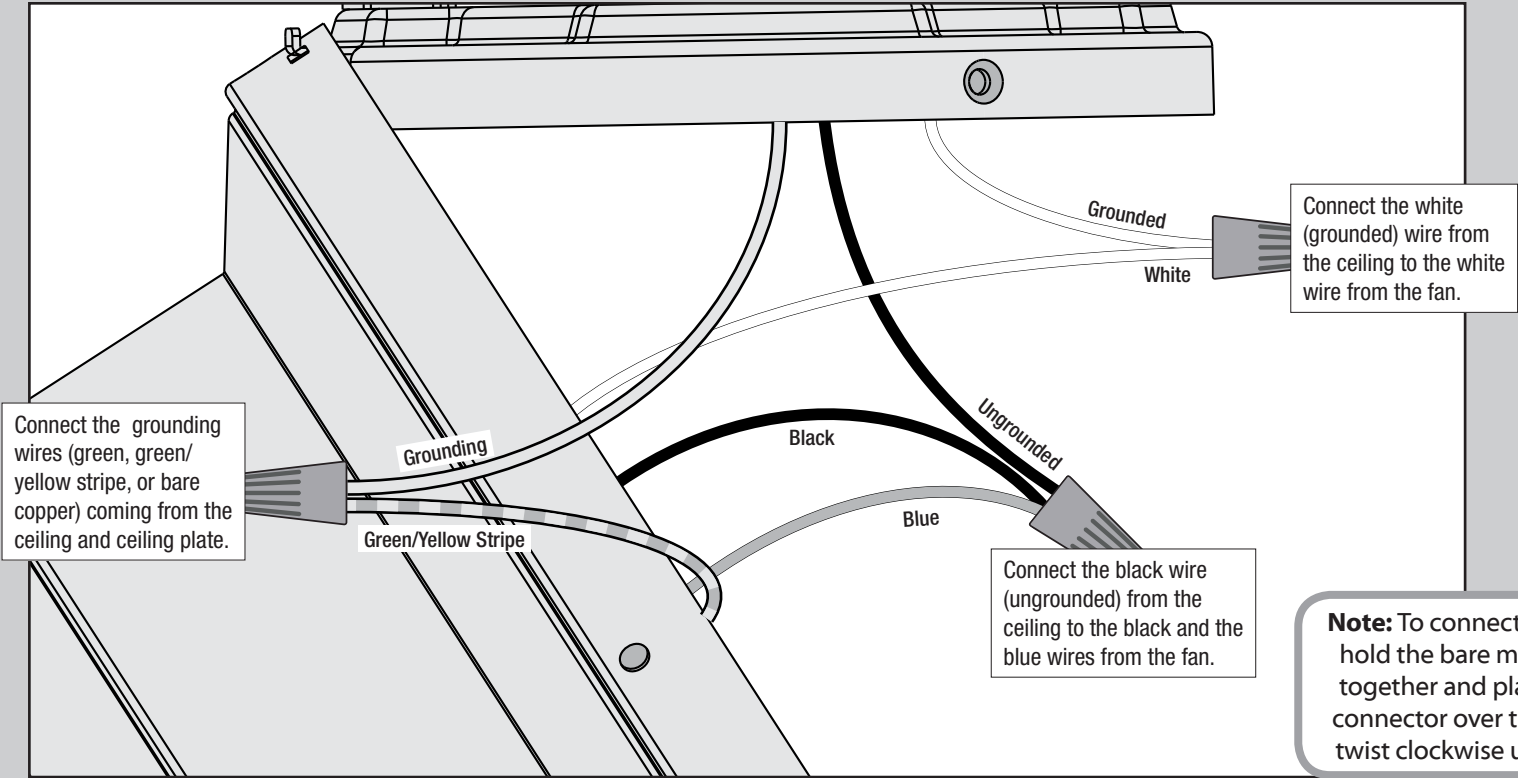 Grounded
White
Connect the white
(grounded) wire from
the ceiling to the white
wire from the fan.
Connect the grounding
wires (green, green/
yellow stripe, or bare
copper) coming from the
ceiling and ceiling plate.
Grounding
Green/Yellow Stripe
Black
Ungrounded
Blue
Connect the black wire
(ungrounded) from the
ceiling to the black and the
blue wires from the fan.
Note: To connect
hold the bare
together and
connector over
twist clockwise